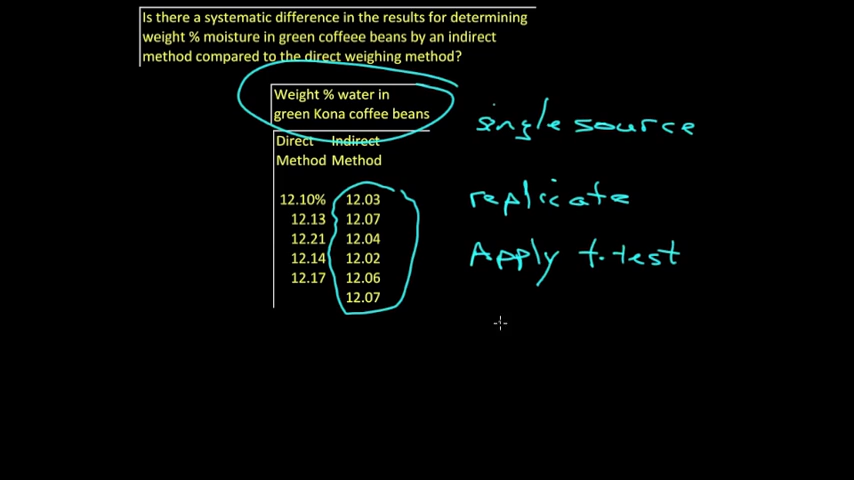 Is there a systematic difference in the results for determining
weight % moisture in green coffeee beans by an indirect
method compared to the direct weighing method?
Weight % water in
green Kona coffee beans
Direct Indirect
Method Method
12.10% 12.03
12.13 12.07
12.21 12.04
12.14 12.02
12.17 12.06
12.07
single source
replicate
Apply t-test